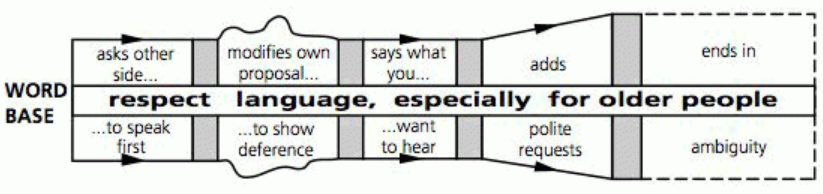 asks other
side...
modifies own
proposal...
says what
you...
adds
ends in
WORD
BASE
respect language, especially for older people
...to speak
first
...to show
deference
...want
to hear
polite
requests
ambiguity